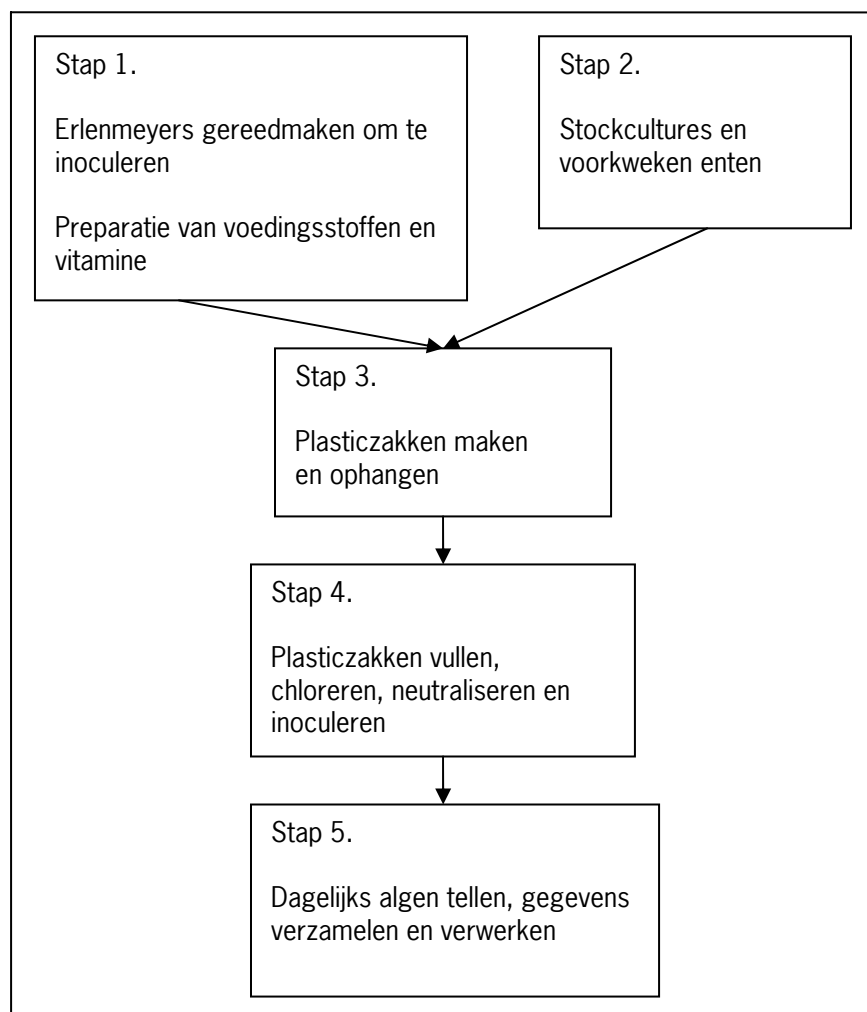 Stap 1.
Erlenmeyers gereedmaken om te
inoculeren
Preparatie van voedingsstoffen en
vitamine
Stap 2.
Stockcultures en
voorkweken enten
Stap 3.
Plasticzakken maken
en ophangen
Stap 4.
Plasticzakken vullen,
chloreren, neutraliseren en
inoculeren
Stap 5.
Dagelijks algen tellen, gegevens
verzamelen en verwerken